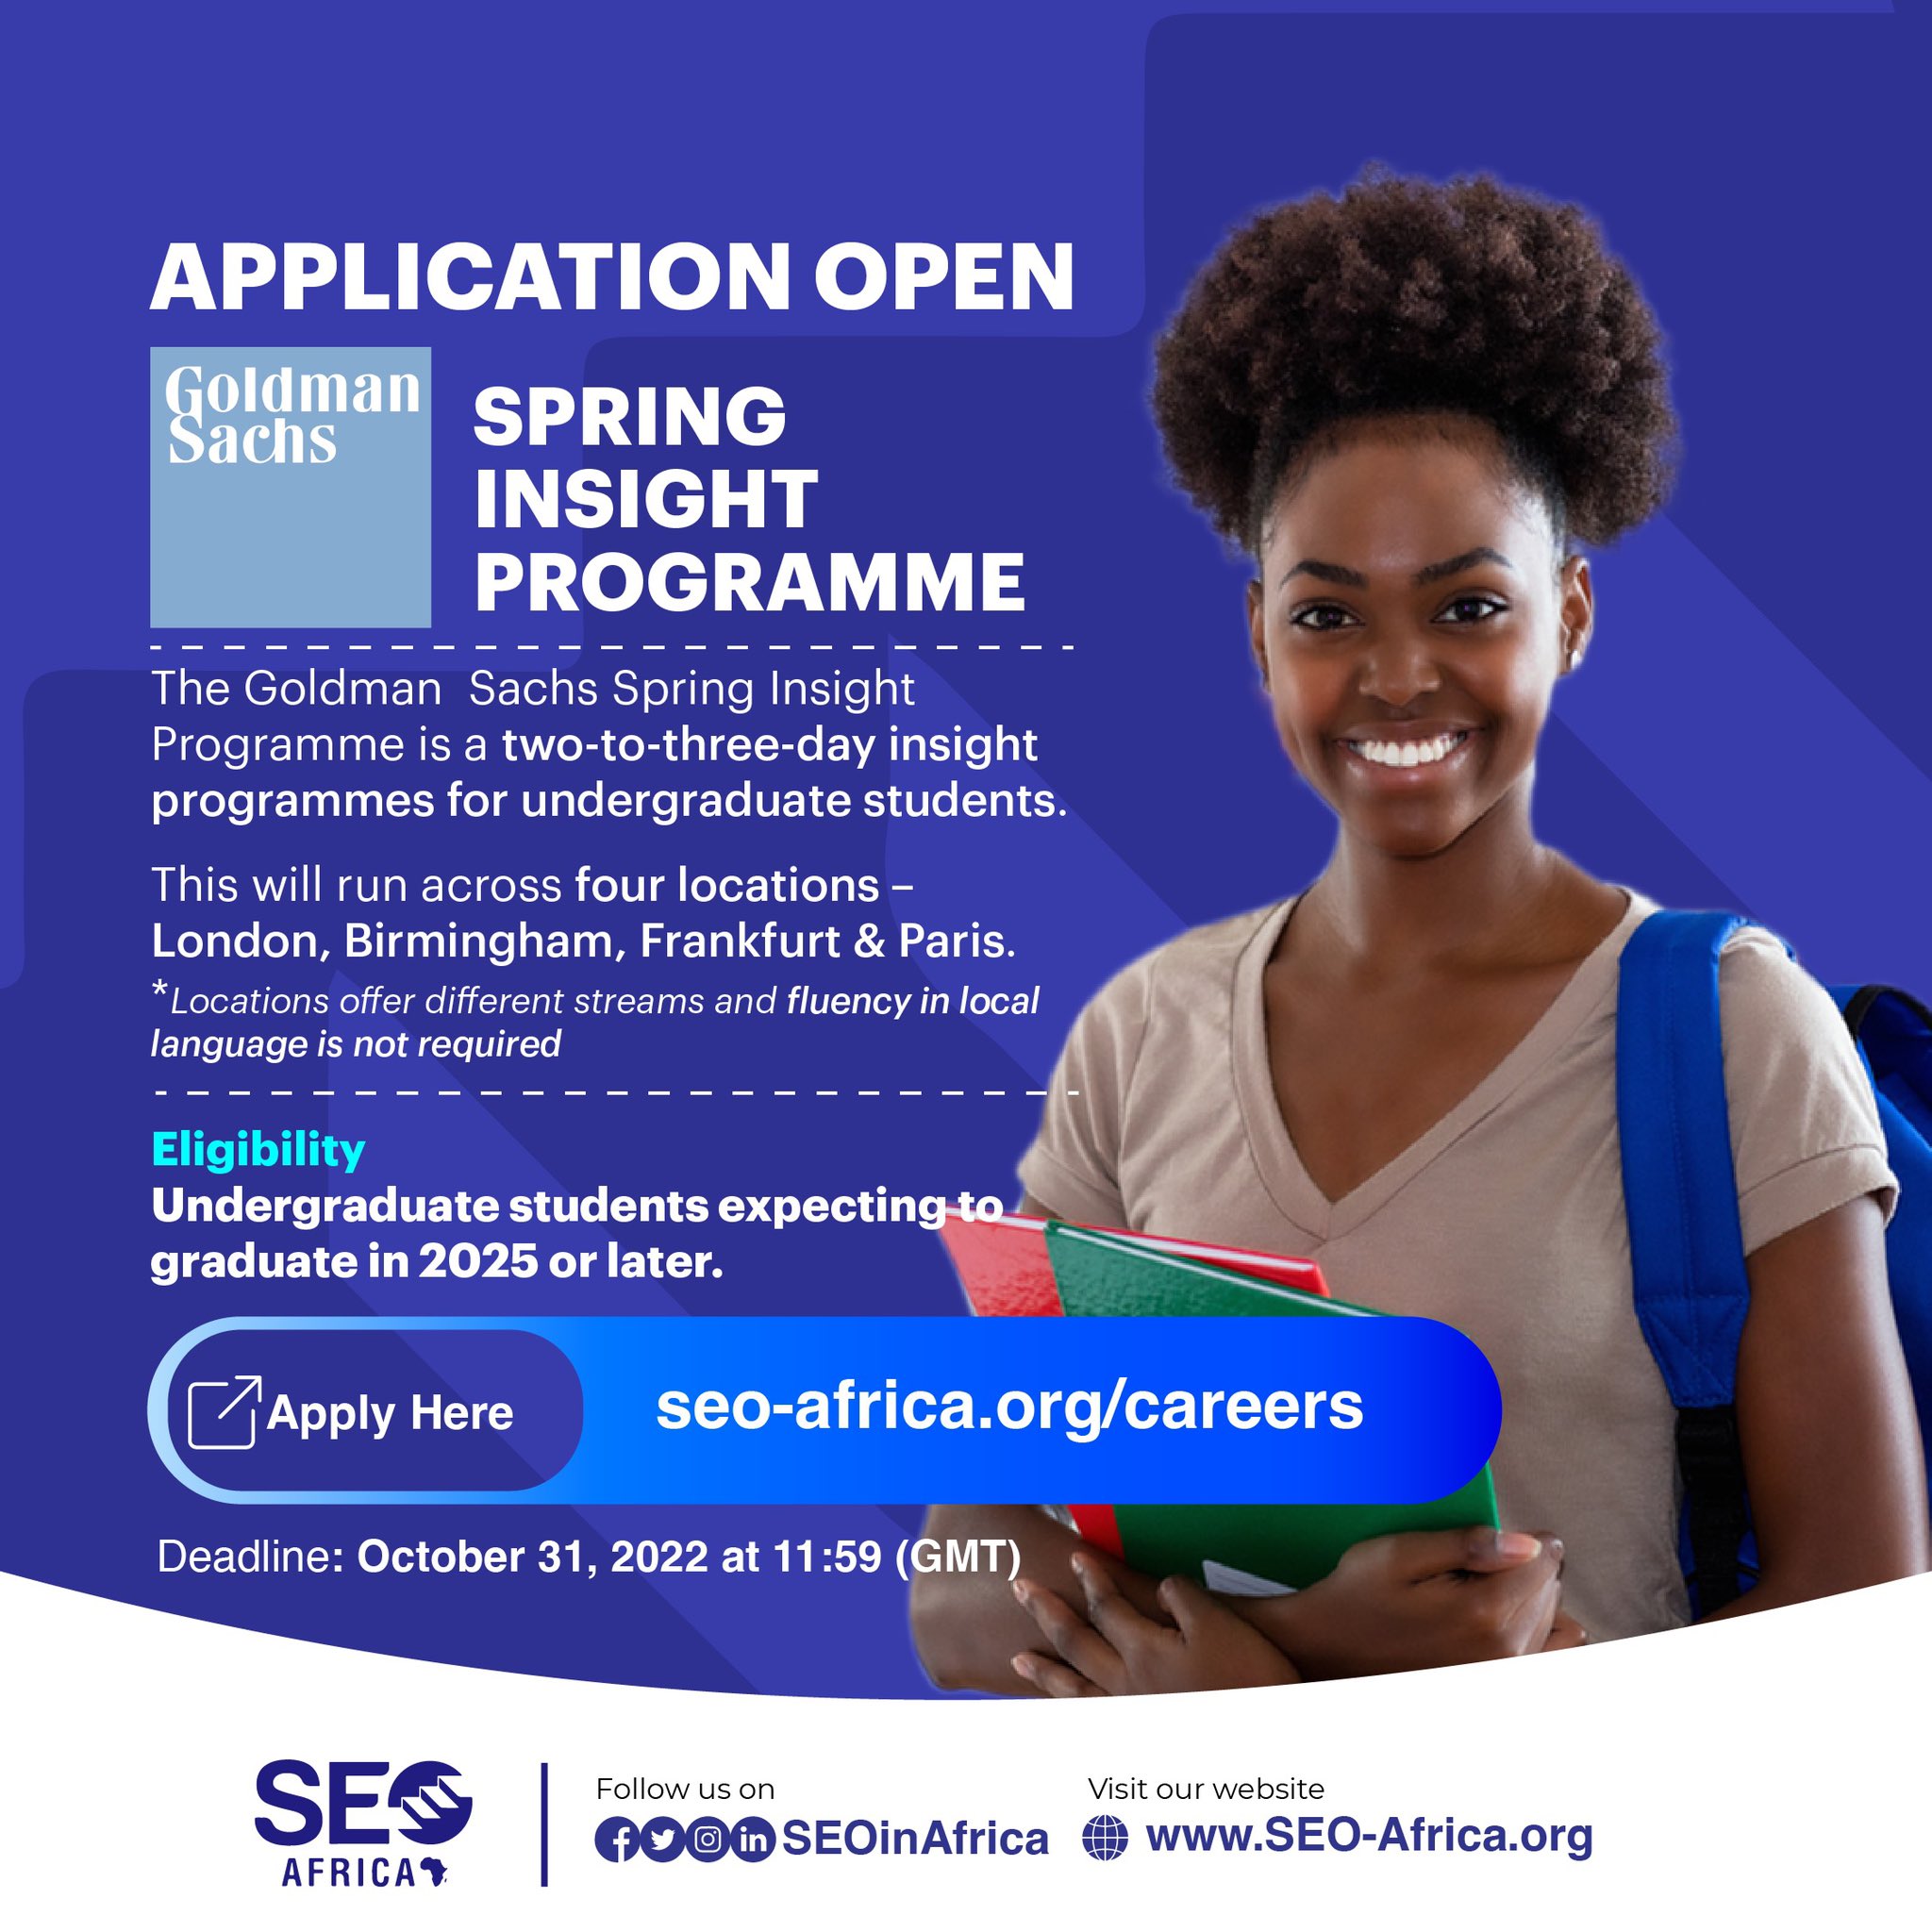 APPLICATION OPEN
Goldman
Sachs
SPRING
INSIGHT
PROGRAMME
The Goldman Sachs Spring Insight
Programme is a two-to-three-day insight
programmes for undergraduate students.
This will run across four locations –
London, Birmingham, Frankfurt & Paris.
*Locations offer different streams and fluency in local
language is not required
Eligibility
Undergraduate students expecting to
graduate in 2025 or later.
Apply Here
seo-africa.org/careers
Deadline: October 31, 2022 at 11:59 (GMT)
SEO
AFRICA
Follow us on
SEOinAfrica
Visit our website
www.SEO-Africa.org